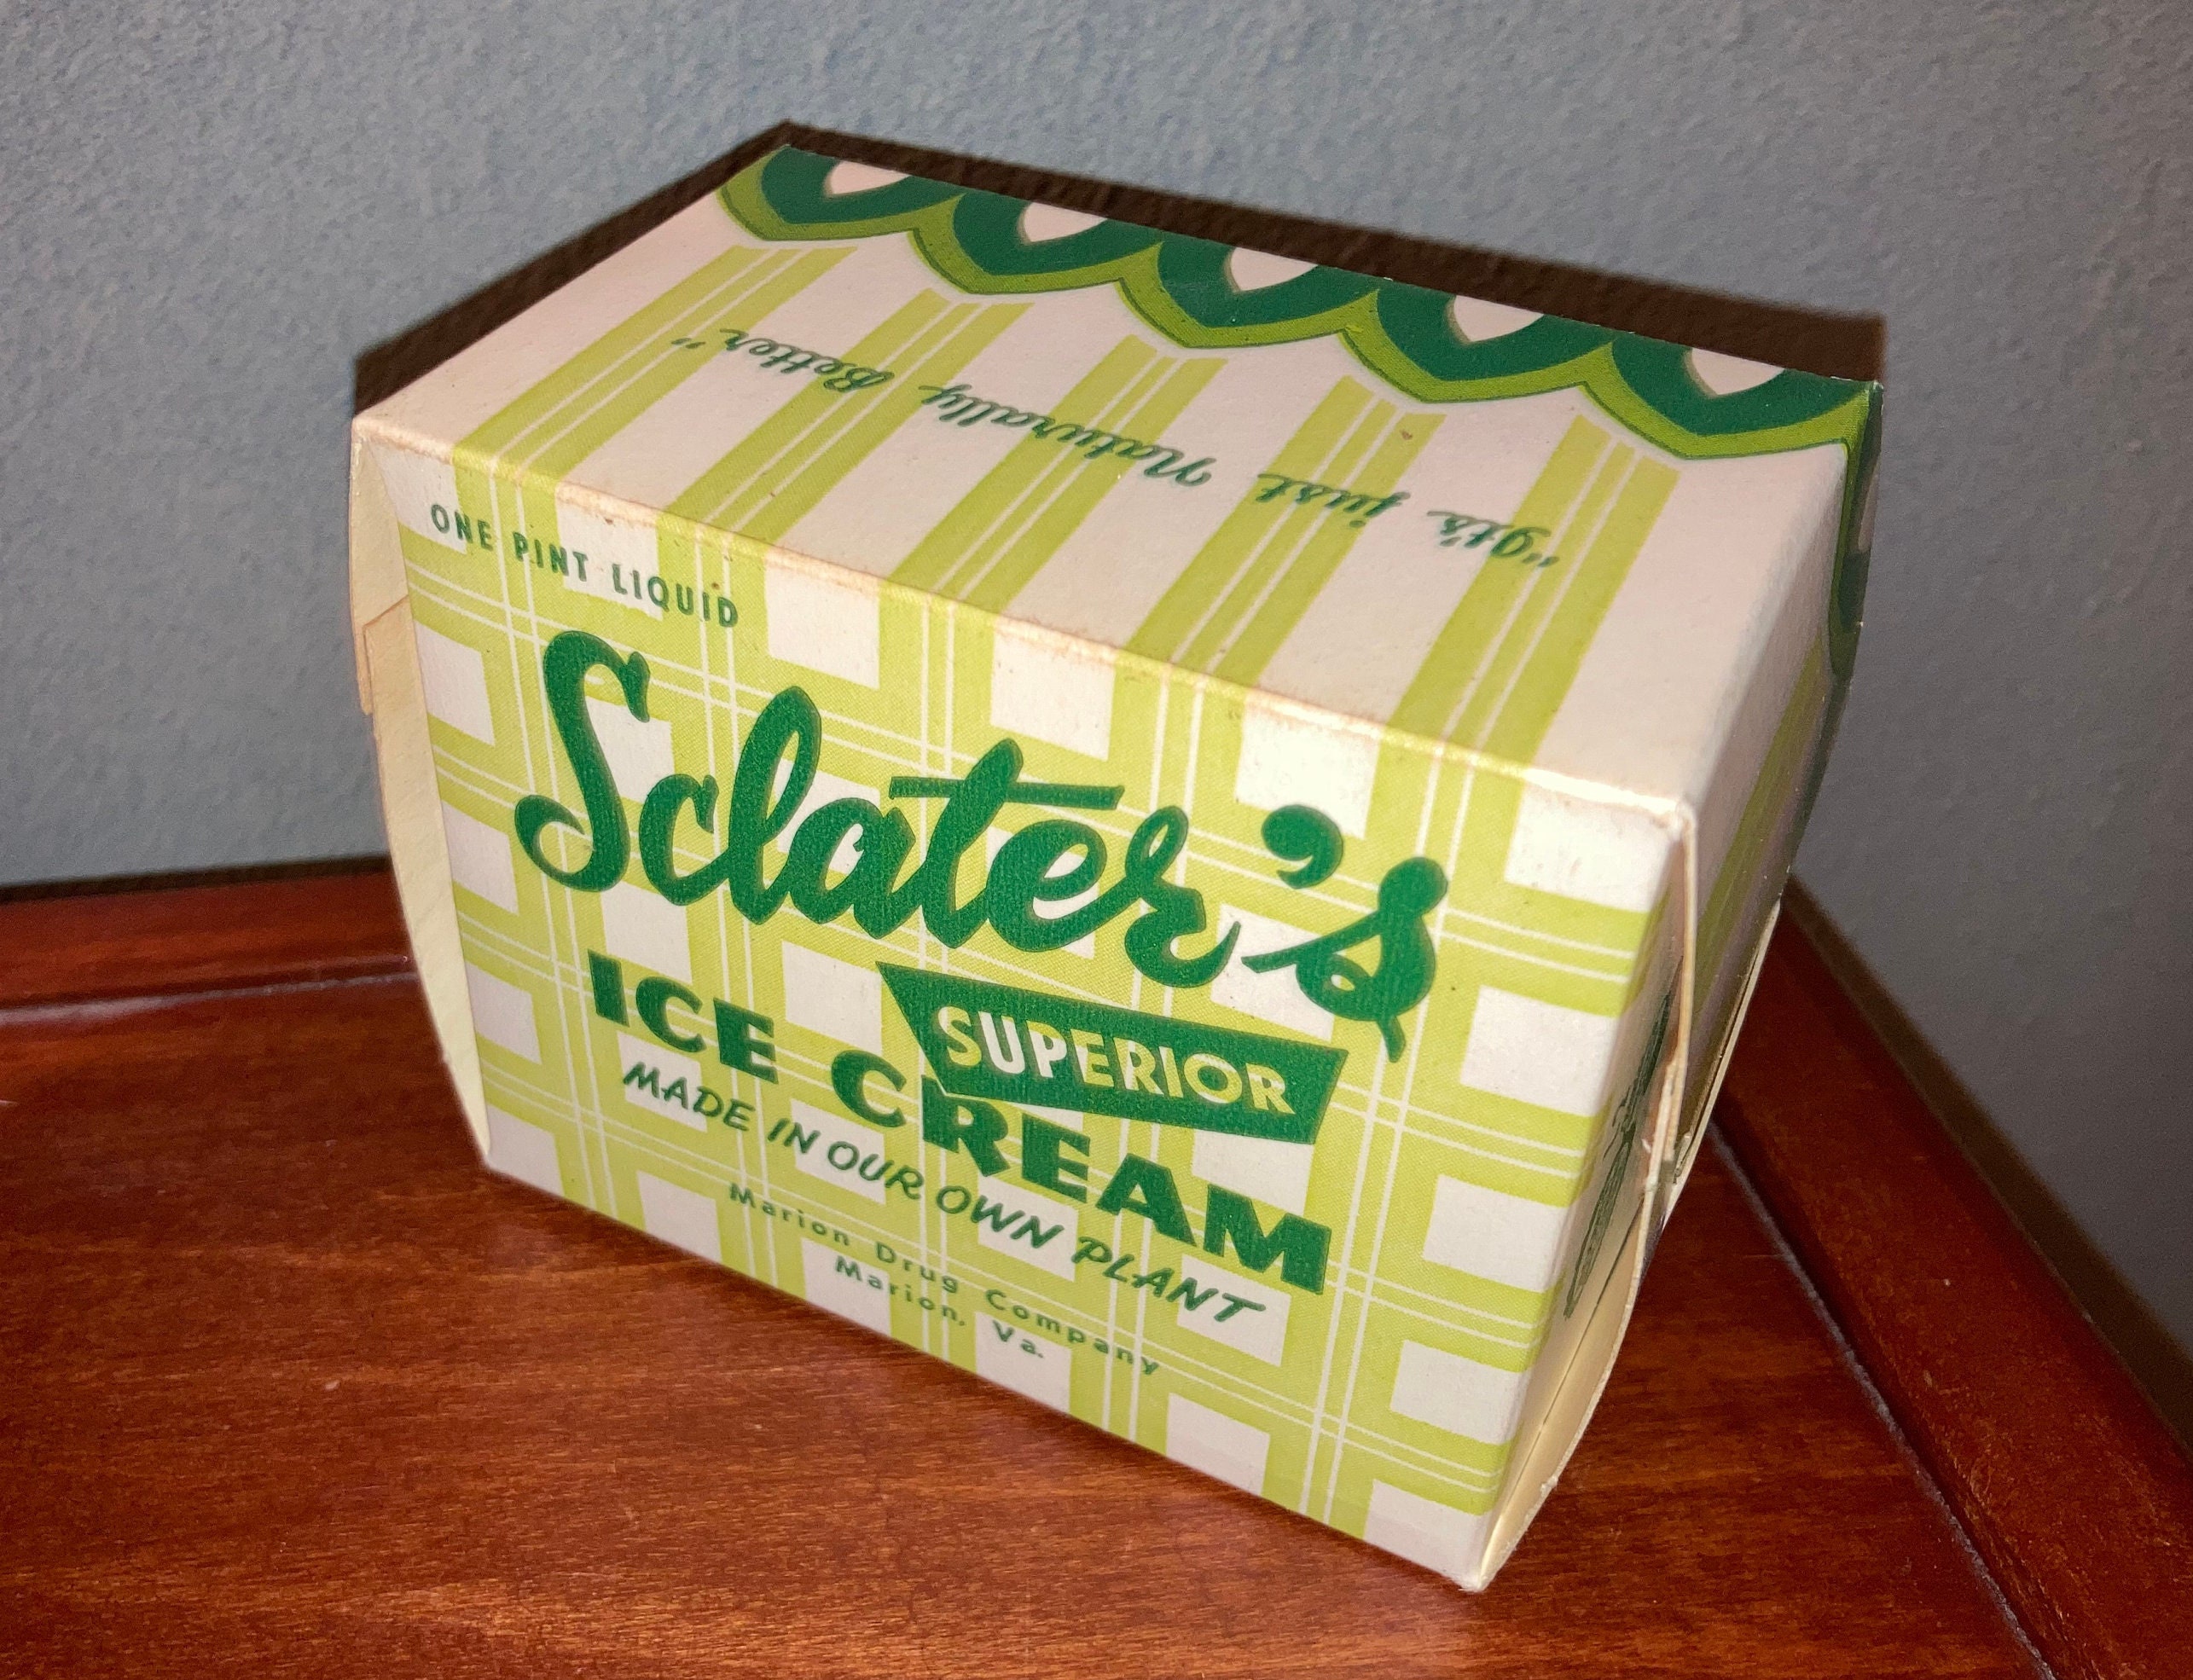 "It's just Naturally Better"
ONE PINT LIQUID
Sclater's
SUPERIOR
ICE CREAM
MADE IN OUR OWN PLANT
Marion Drug Company
Marion, Va.